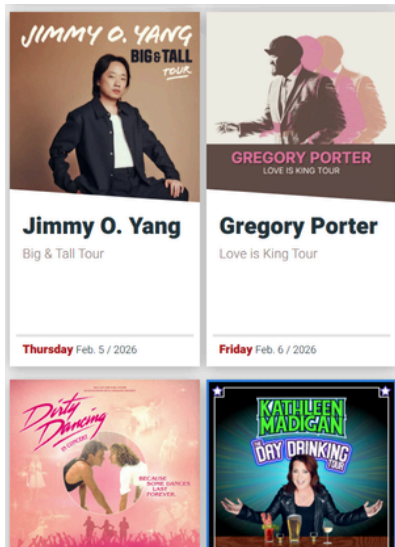 JIMMY O. YANG
BIG & TALL
TOUR
Jimmy O. Yang
Big & Tall Tour
Thursday Feb. 5 / 2026
GREGORY PORTER
LOVE IS KING TOUR
Gregory Porter
Love is King Tour
Friday Feb. 6 / 2026
Dirty
Dancing
IN CONCERT
BECAUSE
SOME DANCES
LAST
FOREVER.
KATHLEEN
MADIGAN
THE
DAY DRINKING
TOUR